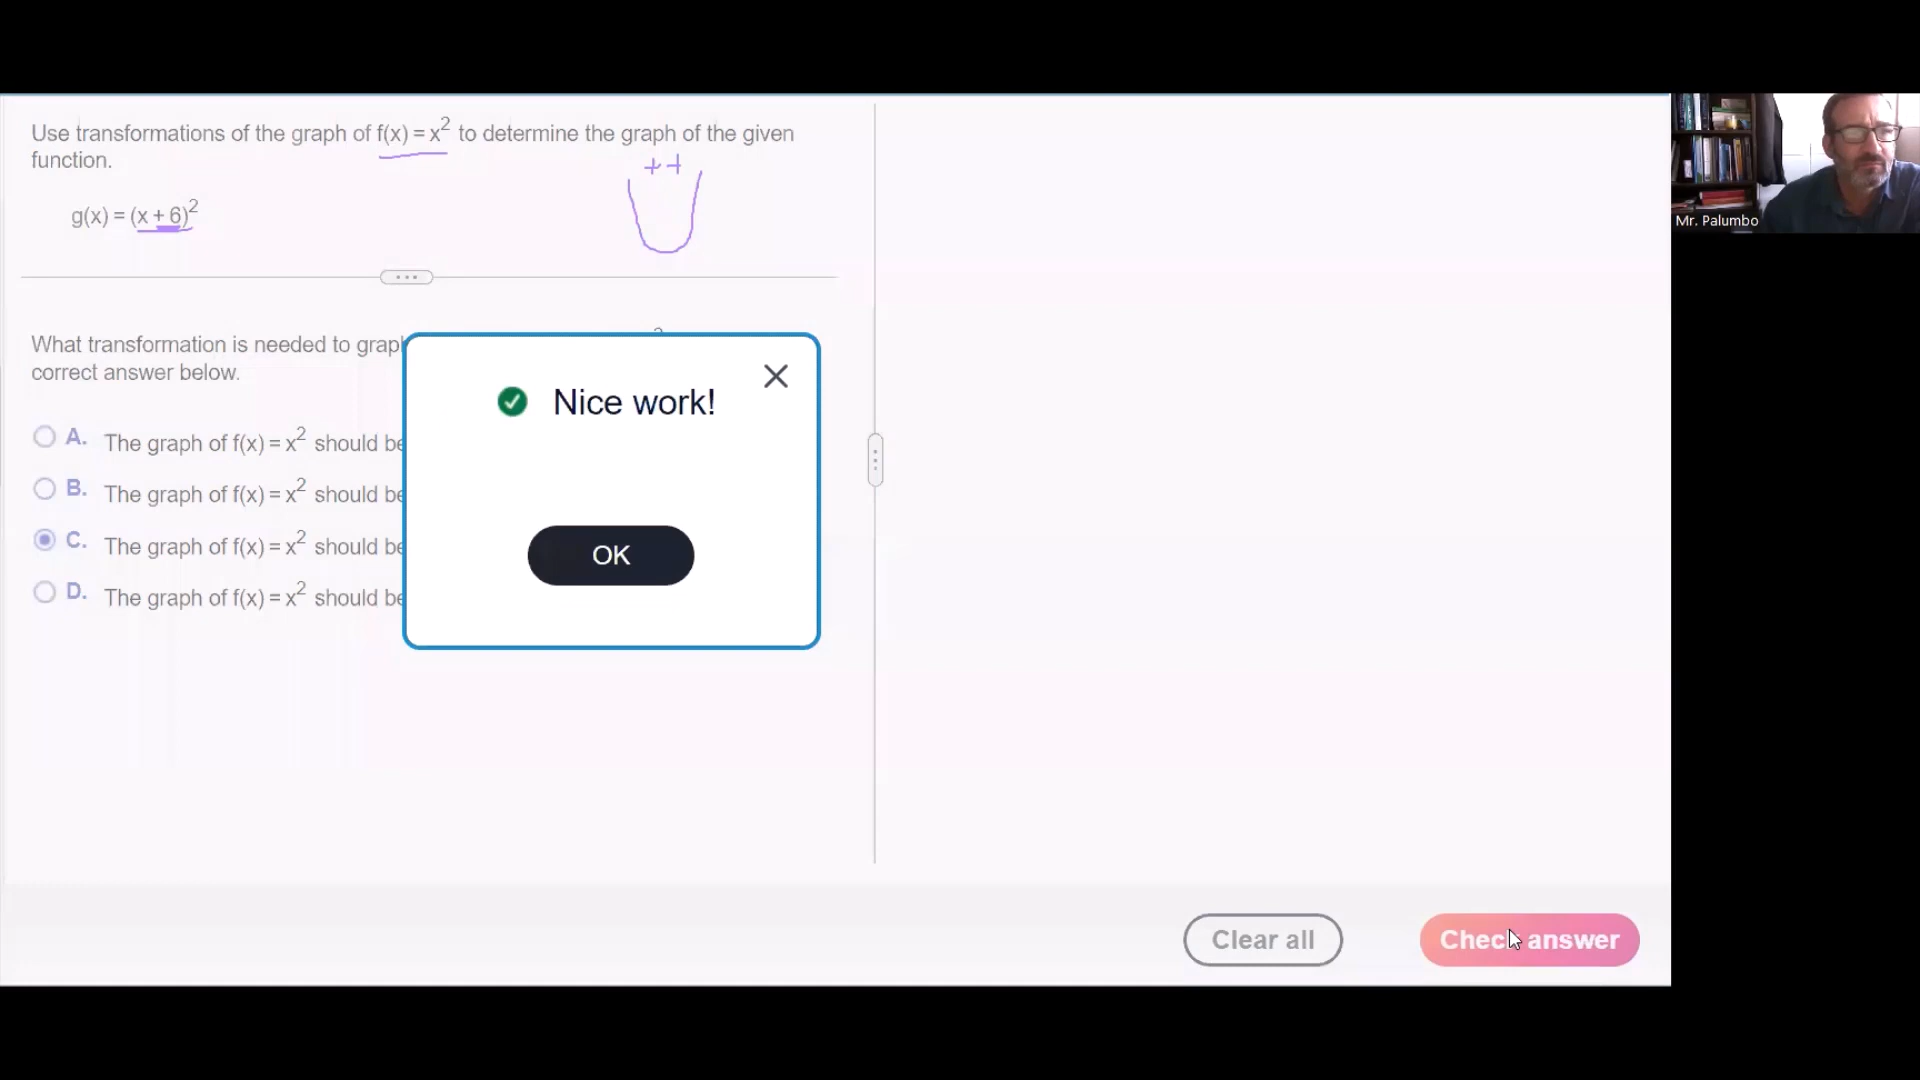 Use transformations of the graph of f(x) = x² to determine the graph of the given
function.
++
g(x) = (x + 6)²
What transformation is needed to graph
correct answer below.
A. The graph of f(x) = x² should be
B. The graph of f(x) = x² should be
C. The graph of f(x) = x² should be
D. The graph of f(x) = x² should be
Nice work!
OK
Clear all
Check answer
Mr. Palumbo